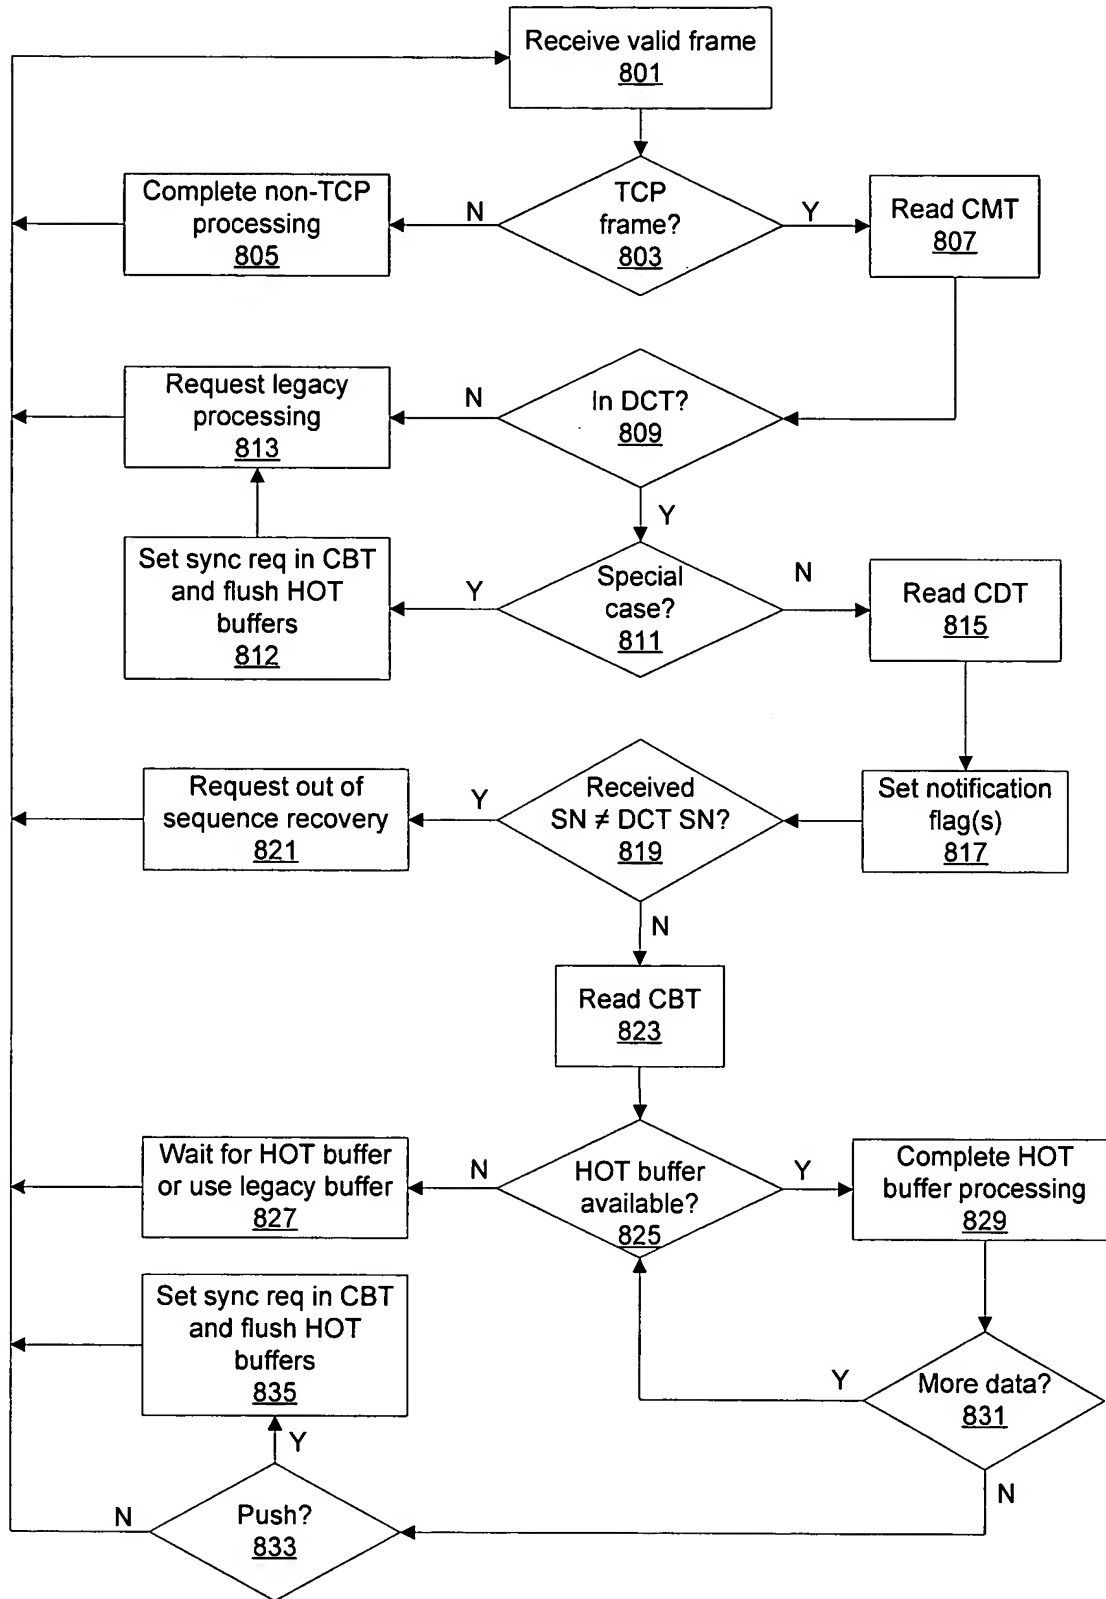 Receive valid frame
801
Complete non-TCP
processing
805
N
TCP
frame?
803
Y
Read CMT
807
Request legacy
processing
813
N
In DCT?
809
Y
Set sync req in CBT
and flush HOT
buffers
812
Y
Special
case?
811
N
Read CDT
815
Request out of
sequence recovery
821
Y
Received
SN ≠ DCT SN?
819
Set notification
flag(s)
817
N
Read CBT
823
Wait for HOT buffer
or use legacy buffer
827
N
HOT buffer
available?
825
Y
Complete HOT
buffer processing
829
Set sync req in CBT
and flush HOT
buffers
835
Y
More data?
831
Y
N
N
Push?
833